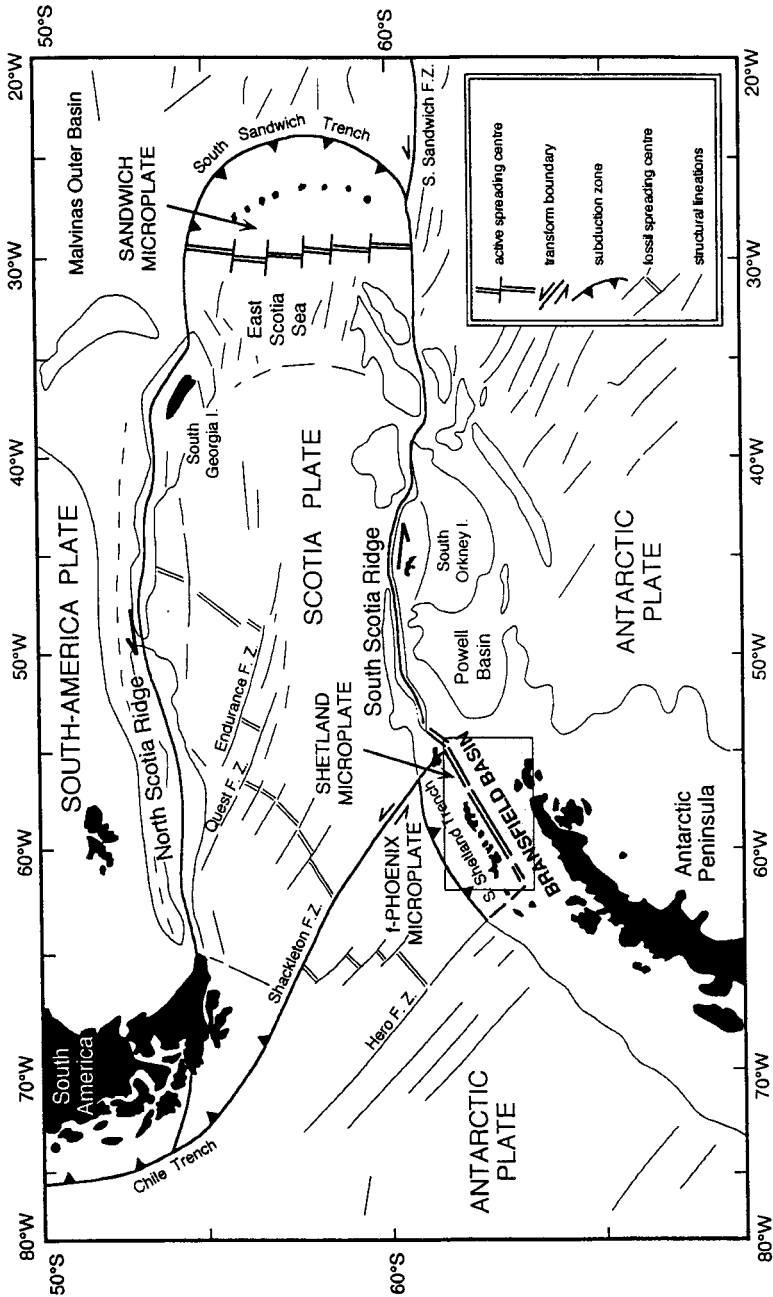 50°S
60°S
20°W
30°W
40°W
50°W
60°W
70°W
80°W
Malvinas Outer Basin
South Sandwich Trench
SANDWICH
MICROPLATE
S. Sandwich F.Z.
East
Scotia
Sea
South
Georgia I.
SOUTH-AMERICA PLATE
North Scotia Ridge
SCOTIA PLATE
Endurance F. Z.
Quest F. Z.
South Scotia Ridge
South
Orkney I.
Powell
Basin
ANTARCTIC
PLATE
SHETLAND
MICROPLATE
S. Shetland Trench
BRANSFIELD BASIN
f-PHOENIX
MICROPLATE
Shackleton F. Z.
Hero F. Z.
Antarctic
Peninsula
South
America
Chile Trench
ANTARCTIC
PLATE
active spreading centre
transform boundary
subduction zone
fossil spreading centre
structural lineations
50°S
60°S
20°W
30°W
40°W
50°W
60°W
70°W
80°W